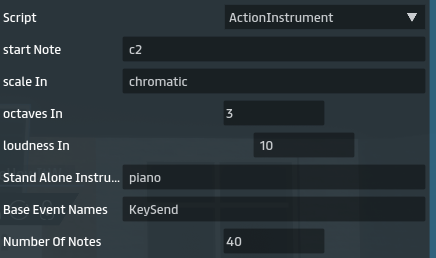 Script ActionInstrument
start Note c2
scale In chromatic
octaves In 3
loudness In 10
Stand Alone Instru... piano
Base Event Names KeySend
Number Of Notes 40